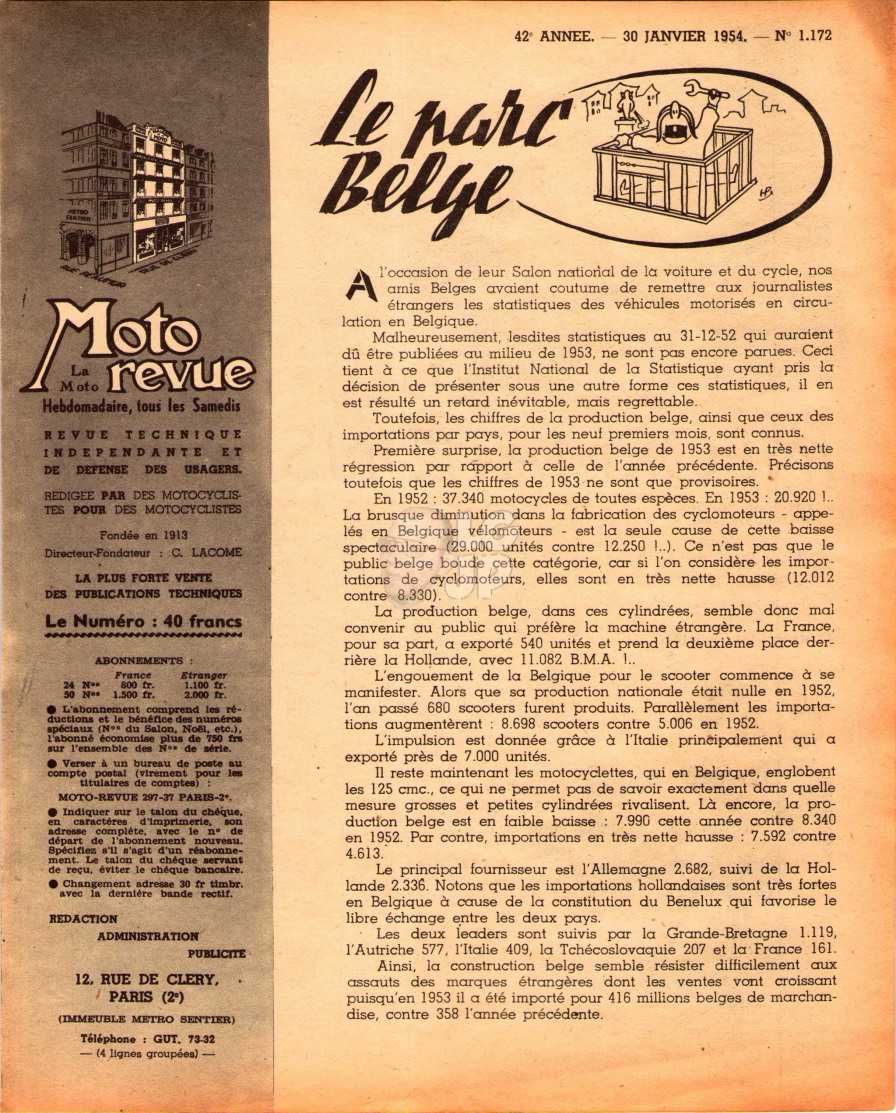 42e ANNEE. — 30 JANVIER 1954. — No 1.172
Le parc
Belge
HB
METRO
SENTIER
RUE REAUMUR
RUE DE CLERY
Moto
La
Moto revue
Hebdomadaire, tous les Samedis
REVUE TECHNIQUE
INDEPENDANTE ET
DE DEFENSE DES USAGERS.
REDIGEE PAR DES MOTOCYCLIS-
TES POUR DES MOTOCYCLISTES
Fondée en 1913
Directeur-Fondateur : C. LACOME
LA PLUS FORTE VENTE
DES PUBLICATIONS TECHNIQUES
Le Numéro : 40 francs
ABONNEMENTS :
France Etranger
24 Nos 800 fr. 1.100 fr.
50 Nos 1.500 fr. 2.000 fr.
● L'abonnement comprend les ré-
ductions et le bénéfice des numéros
spéciaux (Nos du Salon, Noël, etc.),
l'abonné économise plus de 750 frs
sur l'ensemble des Nos de série.
● Verser à un bureau de poste au
compte postal (virement pour les
titulaires de comptes) :
MOTO-REVUE 297-37 PARIS-2e.
● Indiquer sur le talon du chèque,
en caractères d'imprimerie, son
adresse complète, avec le no de
départ de l'abonnement nouveau.
Spécifiez s'il s'agit d'un réabonne-
ment. Le talon du chèque servant
de reçu, éviter le chèque bancaire.
● Changement adresse 30 fr timbr.
avec la dernière bande rectif.
REDACTION
ADMINISTRATION
PUBLICITE
12, RUE DE CLERY,
PARIS (2e)
(IMMEUBLE METRO SENTIER)
Téléphone : GUT. 73-32
— (4 lignes groupées) —
A l'occasion de leur Salon national de la voiture et du cycle, nos
amis Belges avaient coutume de remettre aux journalistes
étrangers les statistiques des véhicules motorisés en circu-
lation en Belgique.
Malheureusement, lesdites statistiques au 31-12-52 qui auraient
dû être publiées au milieu de 1953, ne sont pas encore parues. Ceci
tient à ce que l'Institut National de la Statistique ayant pris la
décision de présenter sous une autre forme ces statistiques, il en
est résulté un retard inévitable, mais regrettable.
Toutefois, les chiffres de la production belge, ainsi que ceux des
importations par pays, pour les neuf premiers mois, sont connus.
Première surprise, la production belge de 1953 est en très nette
régression par rapport à celle de l'année précédente. Précisons
toutefois que les chiffres de 1953 ne sont que provisoires.
En 1952 : 37.340 motocycles de toutes espèces. En 1953 : 20.920 !..
La brusque diminution dans la fabrication des cyclomoteurs - appe-
lés en Belgique vélomoteurs - est la seule cause de cette baisse
spectaculaire (29.000 unités contre 12.250 !..). Ce n'est pas que le
public belge boude cette catégorie, car si l'on considère les impor-
tations de cyclomoteurs, elles sont en très nette hausse (12.012
contre 8.330).
La production belge, dans ces cylindrées, semble donc mal
convenir au public qui préfère la machine étrangère. La France,
pour sa part, a exporté 540 unités et prend la deuxième place der-
rière la Hollande, avec 11.082 B.M.A. !..
L'engouement de la Belgique pour le scooter commence à se
manifester. Alors que sa production nationale était nulle en 1952,
l'an passé 680 scooters furent produits. Parallèlement les importa-
tions augmentèrent : 8.698 scooters contre 5.006 en 1952.
L'impulsion est donnée grâce à l'Italie principalement qui a
exporté près de 7.000 unités.
Il reste maintenant les motocyclettes, qui en Belgique, englobent
les 125 cmc., ce qui ne permet pas de savoir exactement dans quelle
mesure grosses et petites cylindrées rivalisent. Là encore, la pro-
duction belge est en faible baisse : 7.990 cette année contre 8.340
en 1952. Par contre, importations en très nette hausse : 7.592 contre
4.613.
Le principal fournisseur est l'Allemagne 2.682, suivi de la Hol-
lande 2.336. Notons que les importations hollandaises sont très fortes
en Belgique à cause de la constitution du Benelux qui favorise le
libre échange entre les deux pays.
Les deux leaders sont suivis par la Grande-Bretagne 1.119,
l'Autriche 577, l'Italie 409, la Tchécoslovaquie 207 et la France 161.
Ainsi, la construction belge semble résister difficilement aux
assauts des marques étrangères dont les ventes vont croissant
puisqu'en 1953 il a été importé pour 416 millions belges de marchan-
dise, contre 358 l'année précédente.